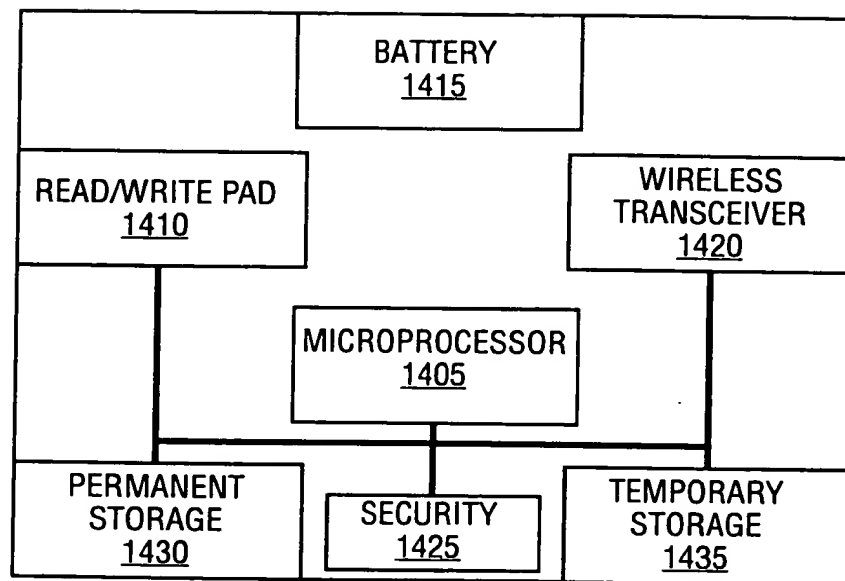 BATTERY
1415
READ/WRITE PAD
1410
WIRELESS
TRANSCEIVER
1420
MICROPROCESSOR
1405
PERMANENT
STORAGE
1430
SECURITY
1425
TEMPORARY
STORAGE
1435